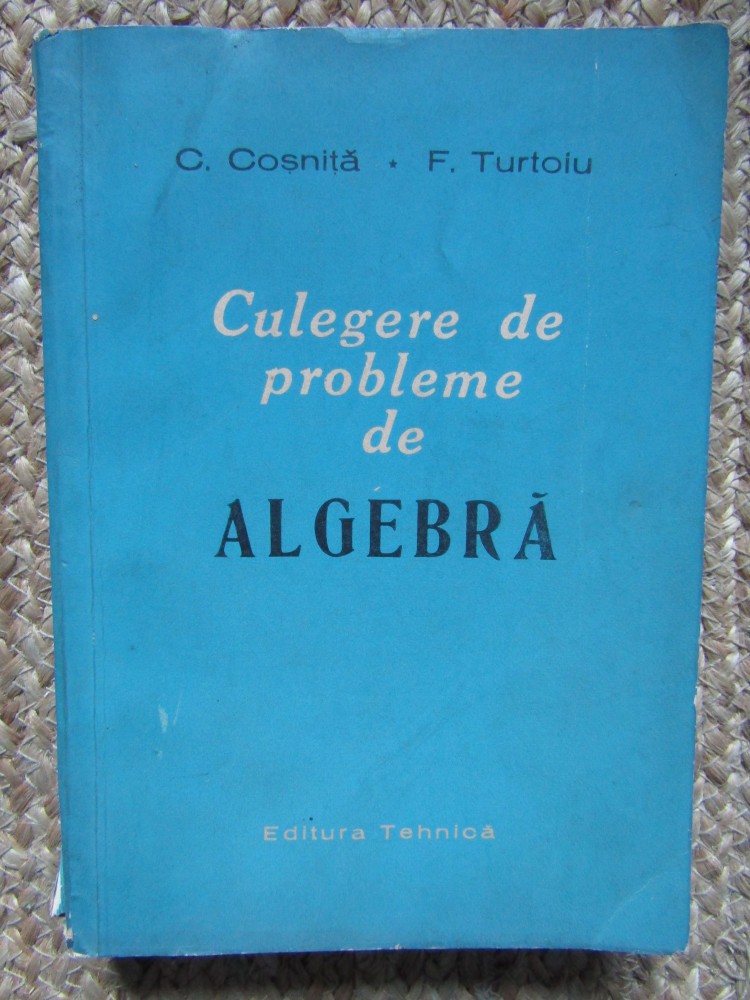 C. Coșniță * F. Turtoiu
Culegere de
probleme
de
ALGEBRĂ
Editura Tehnică